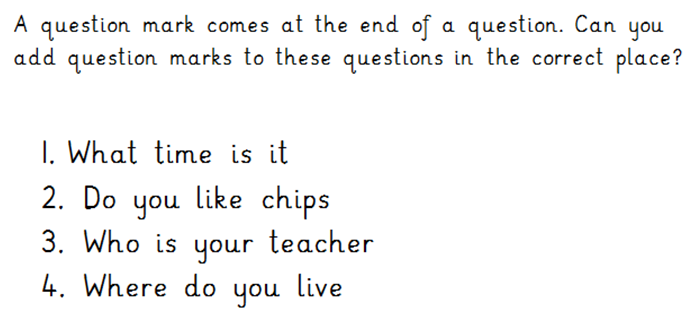 A question mark comes at the end of a question. Can you
add question marks to these questions in the correct place?
1. What time is it
2. Do you like chips
3. Who is your teacher
4. Where do you live